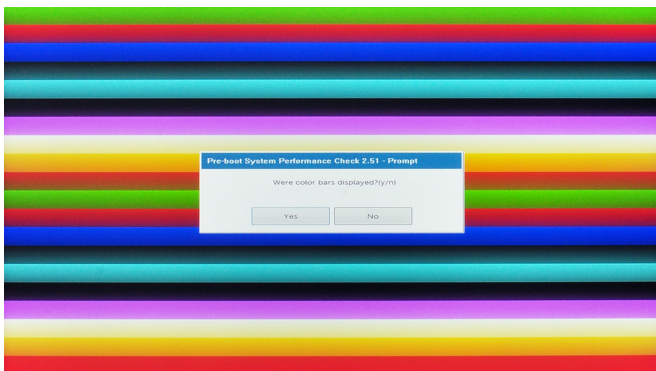 Pre-boot System Performance Check 2.51 - Prompt
Were color bars displayed?(y/n)
Yes
No